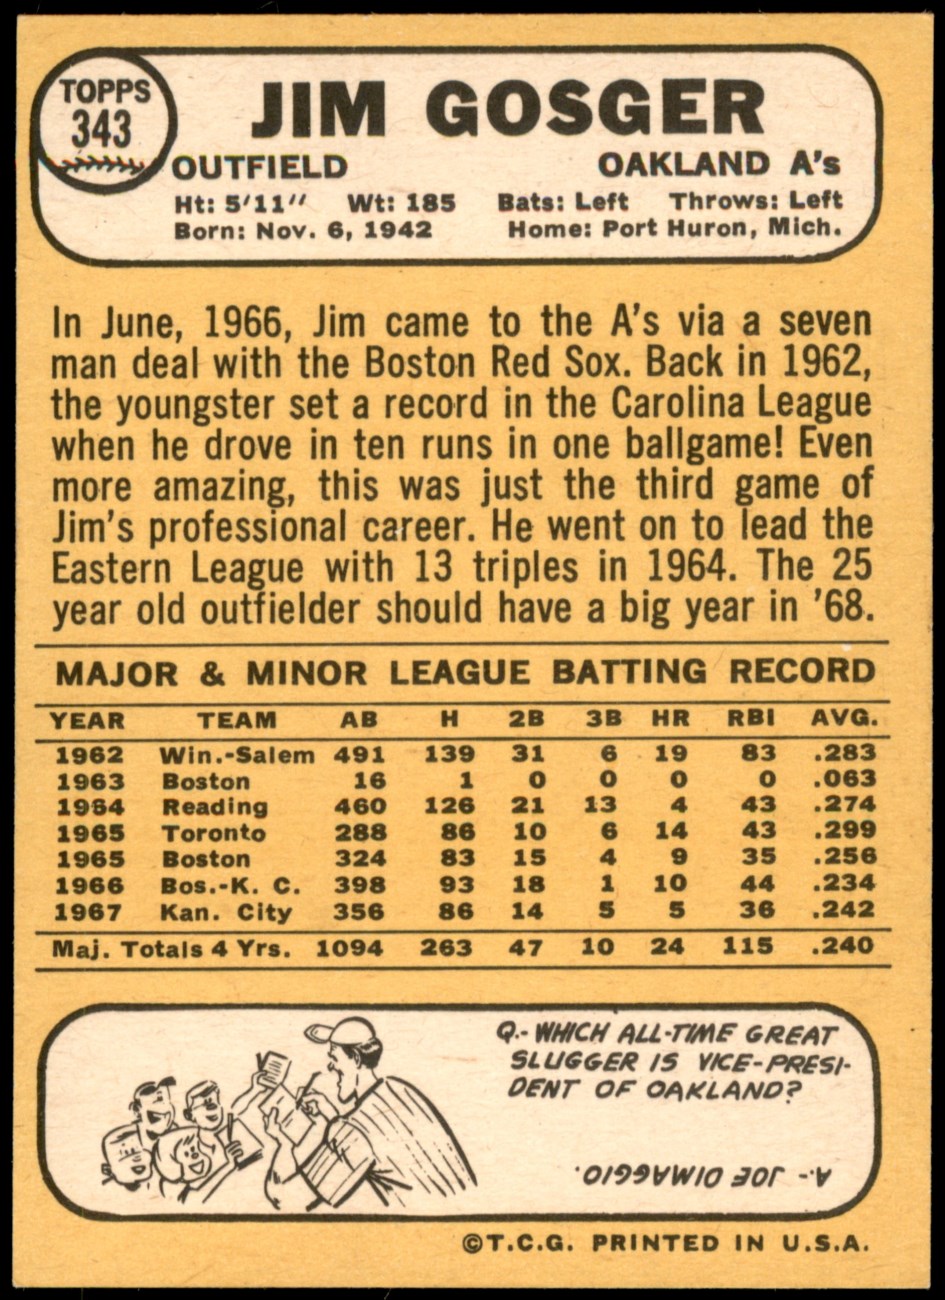 TOPPS
343
JIM GOSGER
OUTFIELD OAKLAND A's
Ht: 5'11" Wt: 185 Bats: Left Throws: Left
Born: Nov. 6, 1942 Home: Port Huron, Mich.
In June, 1966, Jim came to the A's via a seven
man deal with the Boston Red Sox. Back in 1962,
the youngster set a record in the Carolina League
when he drove in ten runs in one ballgame! Even
more amazing, this was just the third game of
Jim's professional career. He went on to lead the
Eastern League with 13 triples in 1964. The 25
year old outfielder should have a big year in '68.
MAJOR & MINOR LEAGUE BATTING RECORD
YEAR TEAM AB H 2B 3B HR RBI AVG.
1962 Win.-Salem 491 139 31 6 19 83 .283
1963 Boston 16 1 0 0 0 0 .063
1964 Reading 460 126 21 13 4 43 .274
1965 Toronto 288 86 10 6 14 43 .299
1965 Boston 324 83 15 4 9 35 .256
1966 Bos.-K. C. 398 93 18 1 10 44 .234
1967 Kan. City 356 86 14 5 5 36 .242
Maj. Totals 4 Yrs. 1094 263 47 10 24 115 .240
Q.- WHICH ALL-TIME GREAT
SLUGGER IS VICE-PRESI-
DENT OF OAKLAND?
A.- JOE DIMAGGIO.
©T.C.G. PRINTED IN U.S.A.